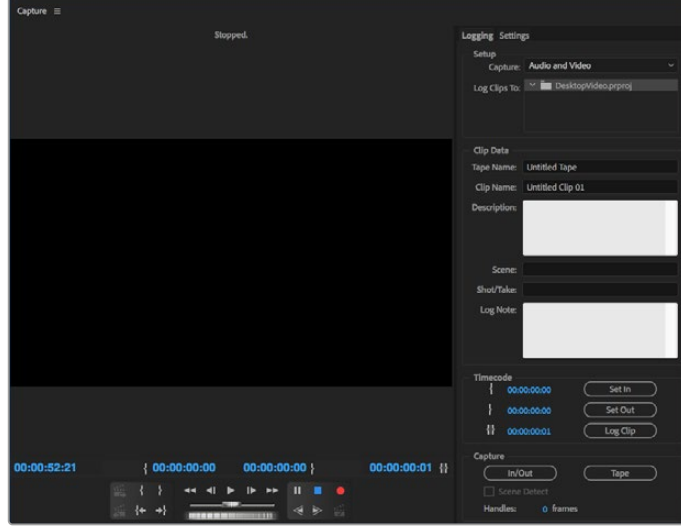 Capture
Stopped.
Logging Settings
Setup
Capture: Audio and Video
Log Clips To: DesktopVideo.prproj
Clip Data
Tape Name: Untitled Tape
Clip Name: Untitled Clip 01
Description:
Scene:
Shot/Take:
Log Note:
Timecode
{ 00:00:00:00 Set In
} 00:00:00:00 Set Out
{} 00:00:00:01 Log Clip
00:00:52:21 { 00:00:00:00 00:00:00:00 } 00:00:00:01 {}
Capture
In/Out Tape
Scene Detect
Handles: 0 frames